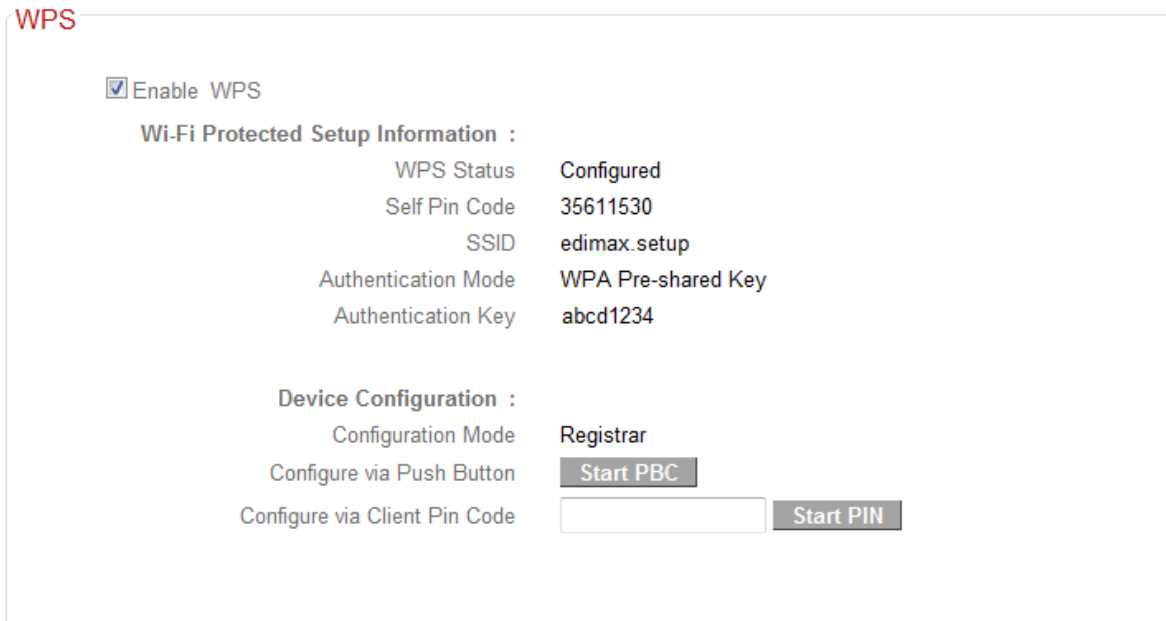 WPS
Enable WPS
Wi-Fi Protected Setup Information :
WPS Status Configured
Self Pin Code 35611530
SSID edimax.setup
Authentication Mode WPA Pre-shared Key
Authentication Key abcd1234
Device Configuration :
Configuration Mode Registrar
Configure via Push Button Start PBC
Configure via Client Pin Code Start PIN